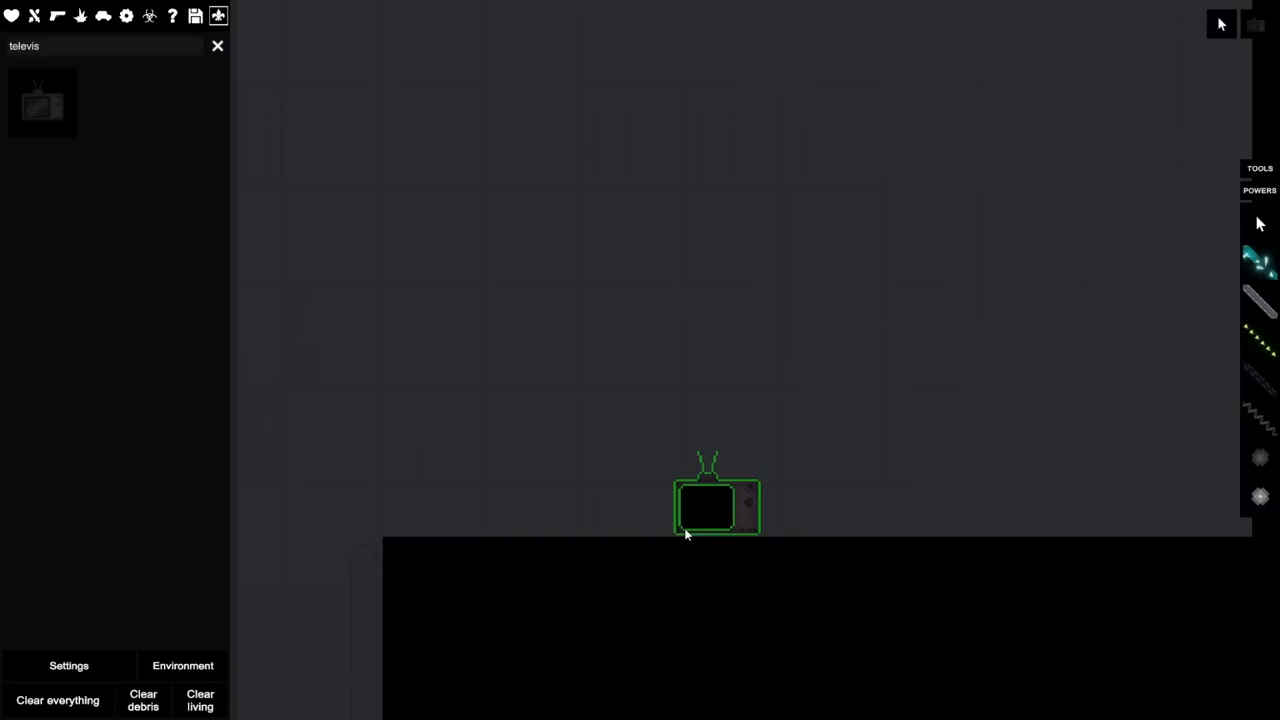 televis
TOOLS
POWERS
Settings
Environment
Clear everything
Clear debris
Clear living